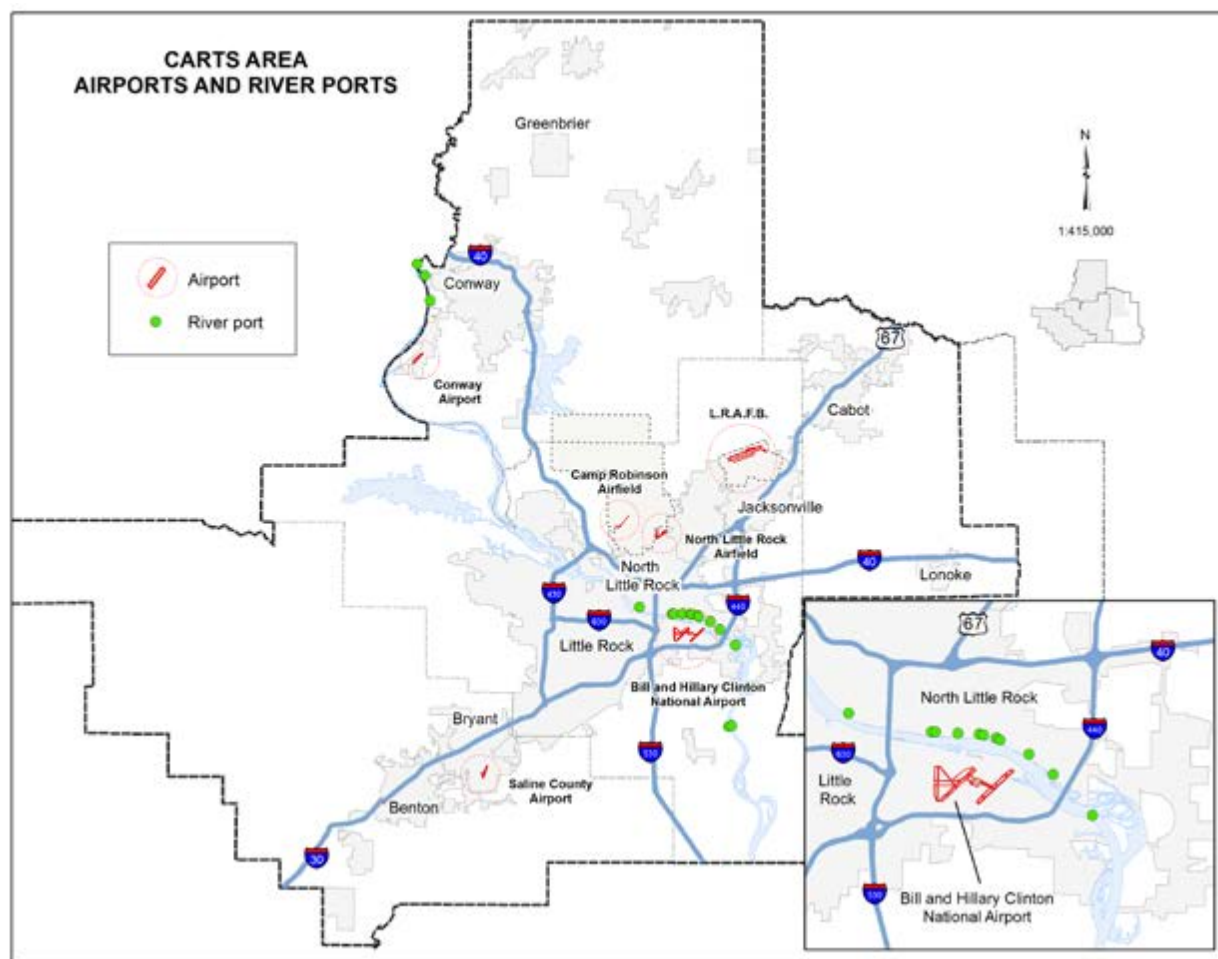 CARTS AREA
AIRPORTS AND RIVER PORTS
Greenbrier
N
1:415,000
Airport
River port
40
Conway
67
Conway
Airport
Cabot
L.R.A.F.B.
Camp Robinson
Airfield
Jacksonville
North Little Rock
Airfield
North
Little Rock
40
Lonoke
430
630
440
Little Rock
Bill and Hillary Clinton
National Airport
Bryant
530
Saline County
Airport
Benton
30
67
40
North Little Rock
440
630
Little
Rock
530
Bill and Hillary Clinton
National Airport